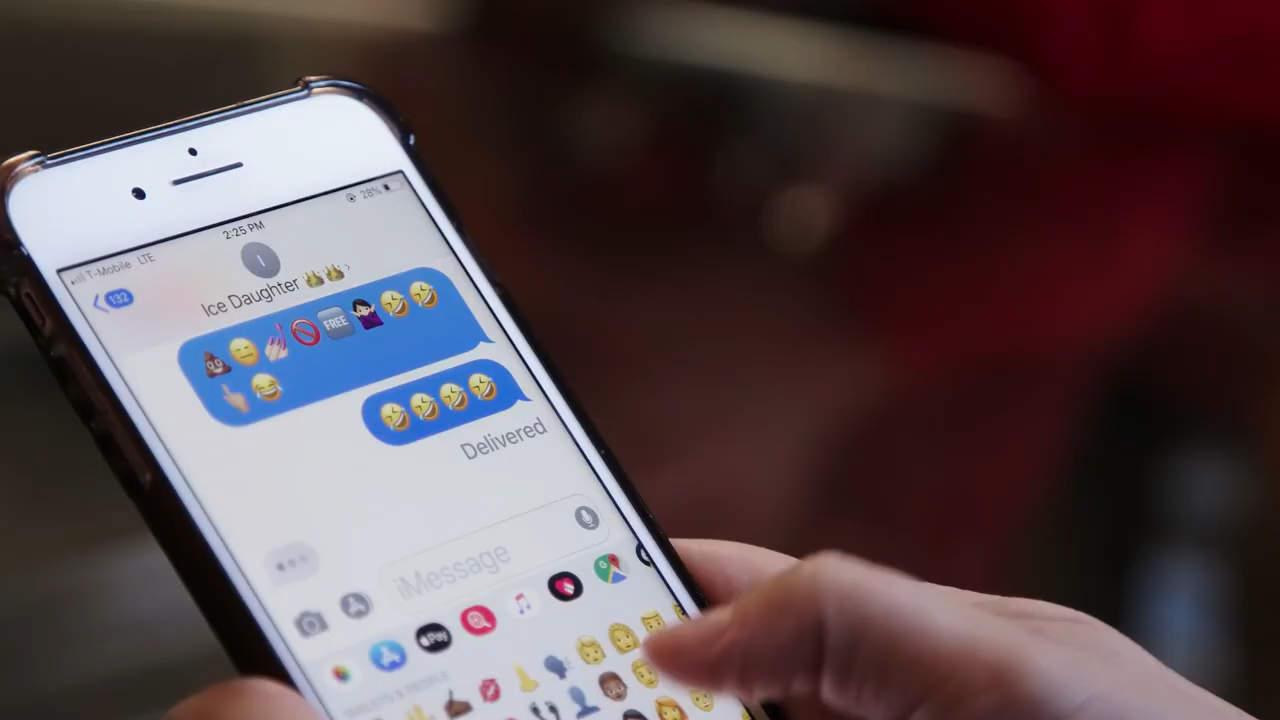 28%
2:25 PM
T-Mobile LTE
132
I
Ice Daughter
FREE
Delivered
iMessage
Pay